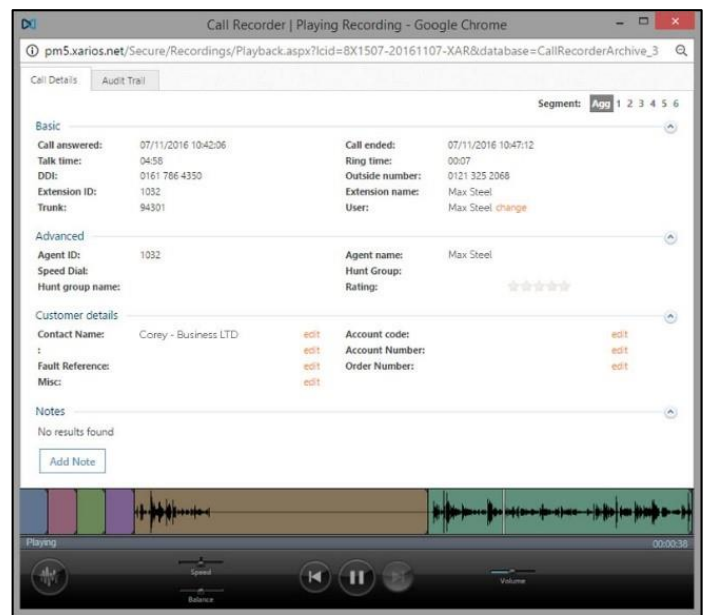 Call Recorder | Playing Recording - Google Chrome
pm5.xarios.net/Secure/Recordings/Playback.aspx?lcid=8X1507-20161107-XAR&database=CallRecorderArchive_3
Call Details Audit Trail
Segment: Agg 1 2 3 4 5 6
Basic
Call answered: 07/11/2016 10:42:06 Call ended: 07/11/2016 10:47:12
Talk time: 04:58 Ring time: 00:07
DDI: 0161 786 4350 Outside number: 0121 325 2068
Extension ID: 1032 Extension name: Max Steel
Trunk: 94301 User: Max Steel change
Advanced
Agent ID: 1032 Agent name: Max Steel
Speed Dial: Hunt Group:
Hunt group name: Rating:
Customer details
Contact Name: Corey - Business LTD edit Account code: edit
: edit Account Number: edit
Fault Reference: edit Order Number: edit
Misc: edit
Notes
No results found
Add Note
Playing 00:00:38
Speed
Balance
Volume